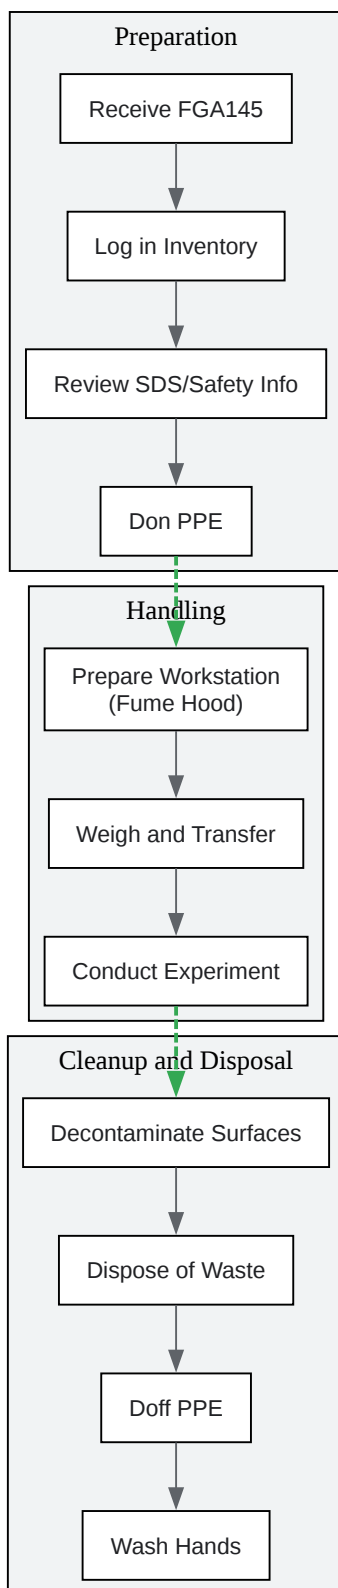 Preparation
Receive FGA145
Log in Inventory
Review SDS/Safety Info
Don PPE
Handling
Prepare Workstation
(Fume Hood)
Weigh and Transfer
Conduct Experiment
Cleanup and Disposal
Decontaminate Surfaces
Dispose of Waste
Doff PPE
Wash Hands